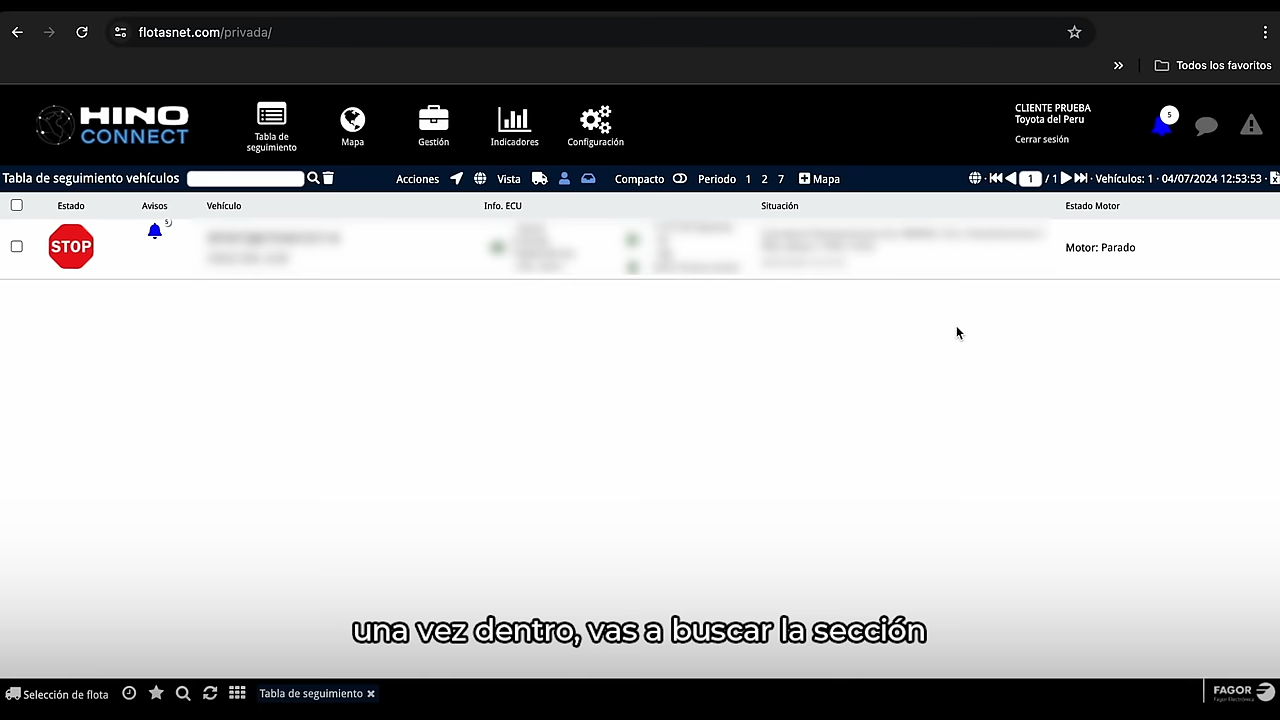 flotasnet.com/privada/
Todos los favoritos
HINO
CONNECT
Tabla de
seguimiento
Mapa
Gestión
Indicadores
Configuración
CLIENTE PRUEBA
Toyota del Peru
Cerrar sesión
5
Tabla de seguimiento vehículos
Acciones
Vista
Compacto
Periodo 1 2 7
Mapa
1 / 1
· Vehículos: 1 · 04/07/2024 12:53:53 ·
Estado
Avisos
Vehículo
Info. ECU
Situación
Estado Motor
STOP
5
Motor: Parado
una vez dentro, vas a buscar la sección
Selección de flota
Tabla de seguimiento ×
FAGOR
Fagor Electrónica